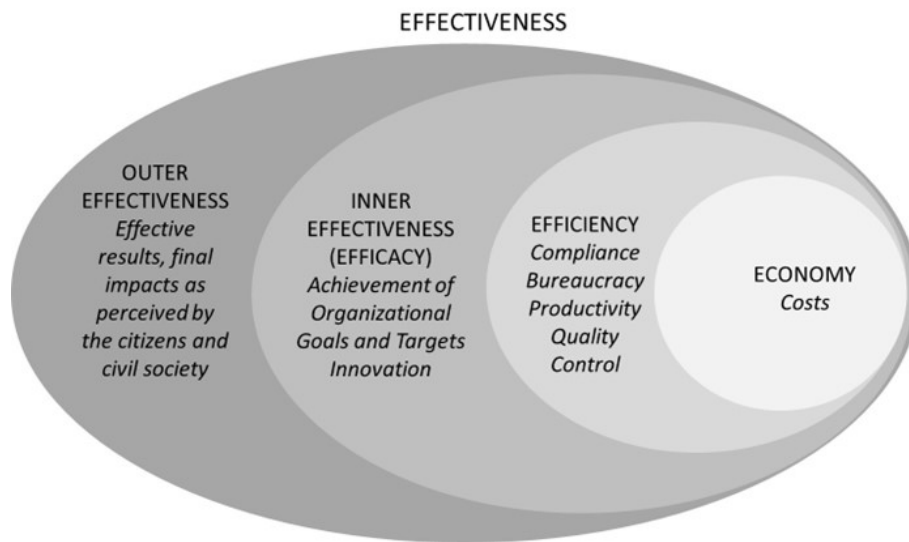 EFFECTIVENESS
OUTER
EFFECTIVENESS
Effective
results, final
impacts as
perceived by
the citizens and
civil society
INNER
EFFECTIVENESS
(EFFICACY)
Achievement of
Organizational
Goals and Targets
Innovation
EFFICIENCY
Compliance
Bureaucracy
Productivity
Quality
Control
ECONOMY
Costs